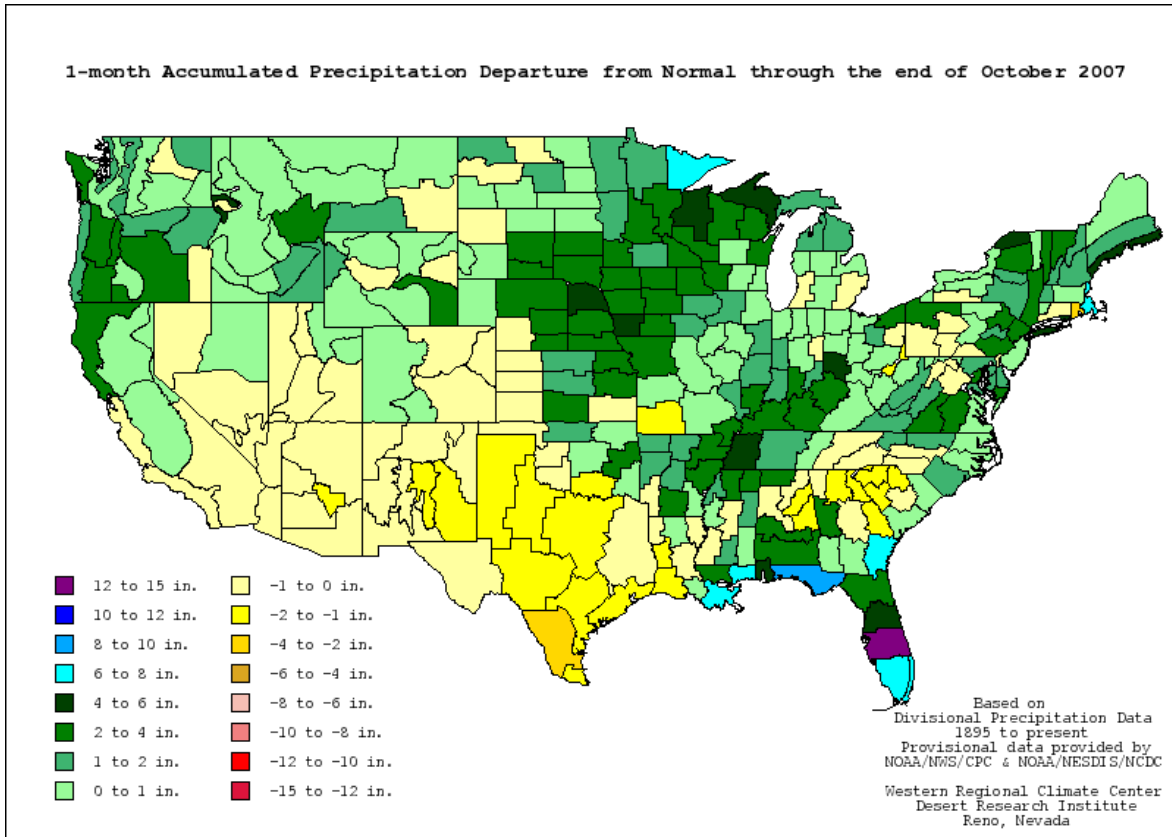 1-month Accumulated Precipitation Departure from Normal through the end of October 2007
12 to 15 in.
10 to 12 in.
8 to 10 in.
6 to 8 in.
4 to 6 in.
2 to 4 in.
1 to 2 in.
0 to 1 in.
-1 to 0 in.
-2 to -1 in.
-4 to -2 in.
-6 to -4 in.
-8 to -6 in.
-10 to -8 in.
-12 to -10 in.
-15 to -12 in.
Based on
Divisional Precipitation Data
1895 to present
Provisional data provided by
NOAA/NWS/CPC & NOAA/NESDIS/NCDC
Western Regional Climate Center
Desert Research Institute
Reno, Nevada